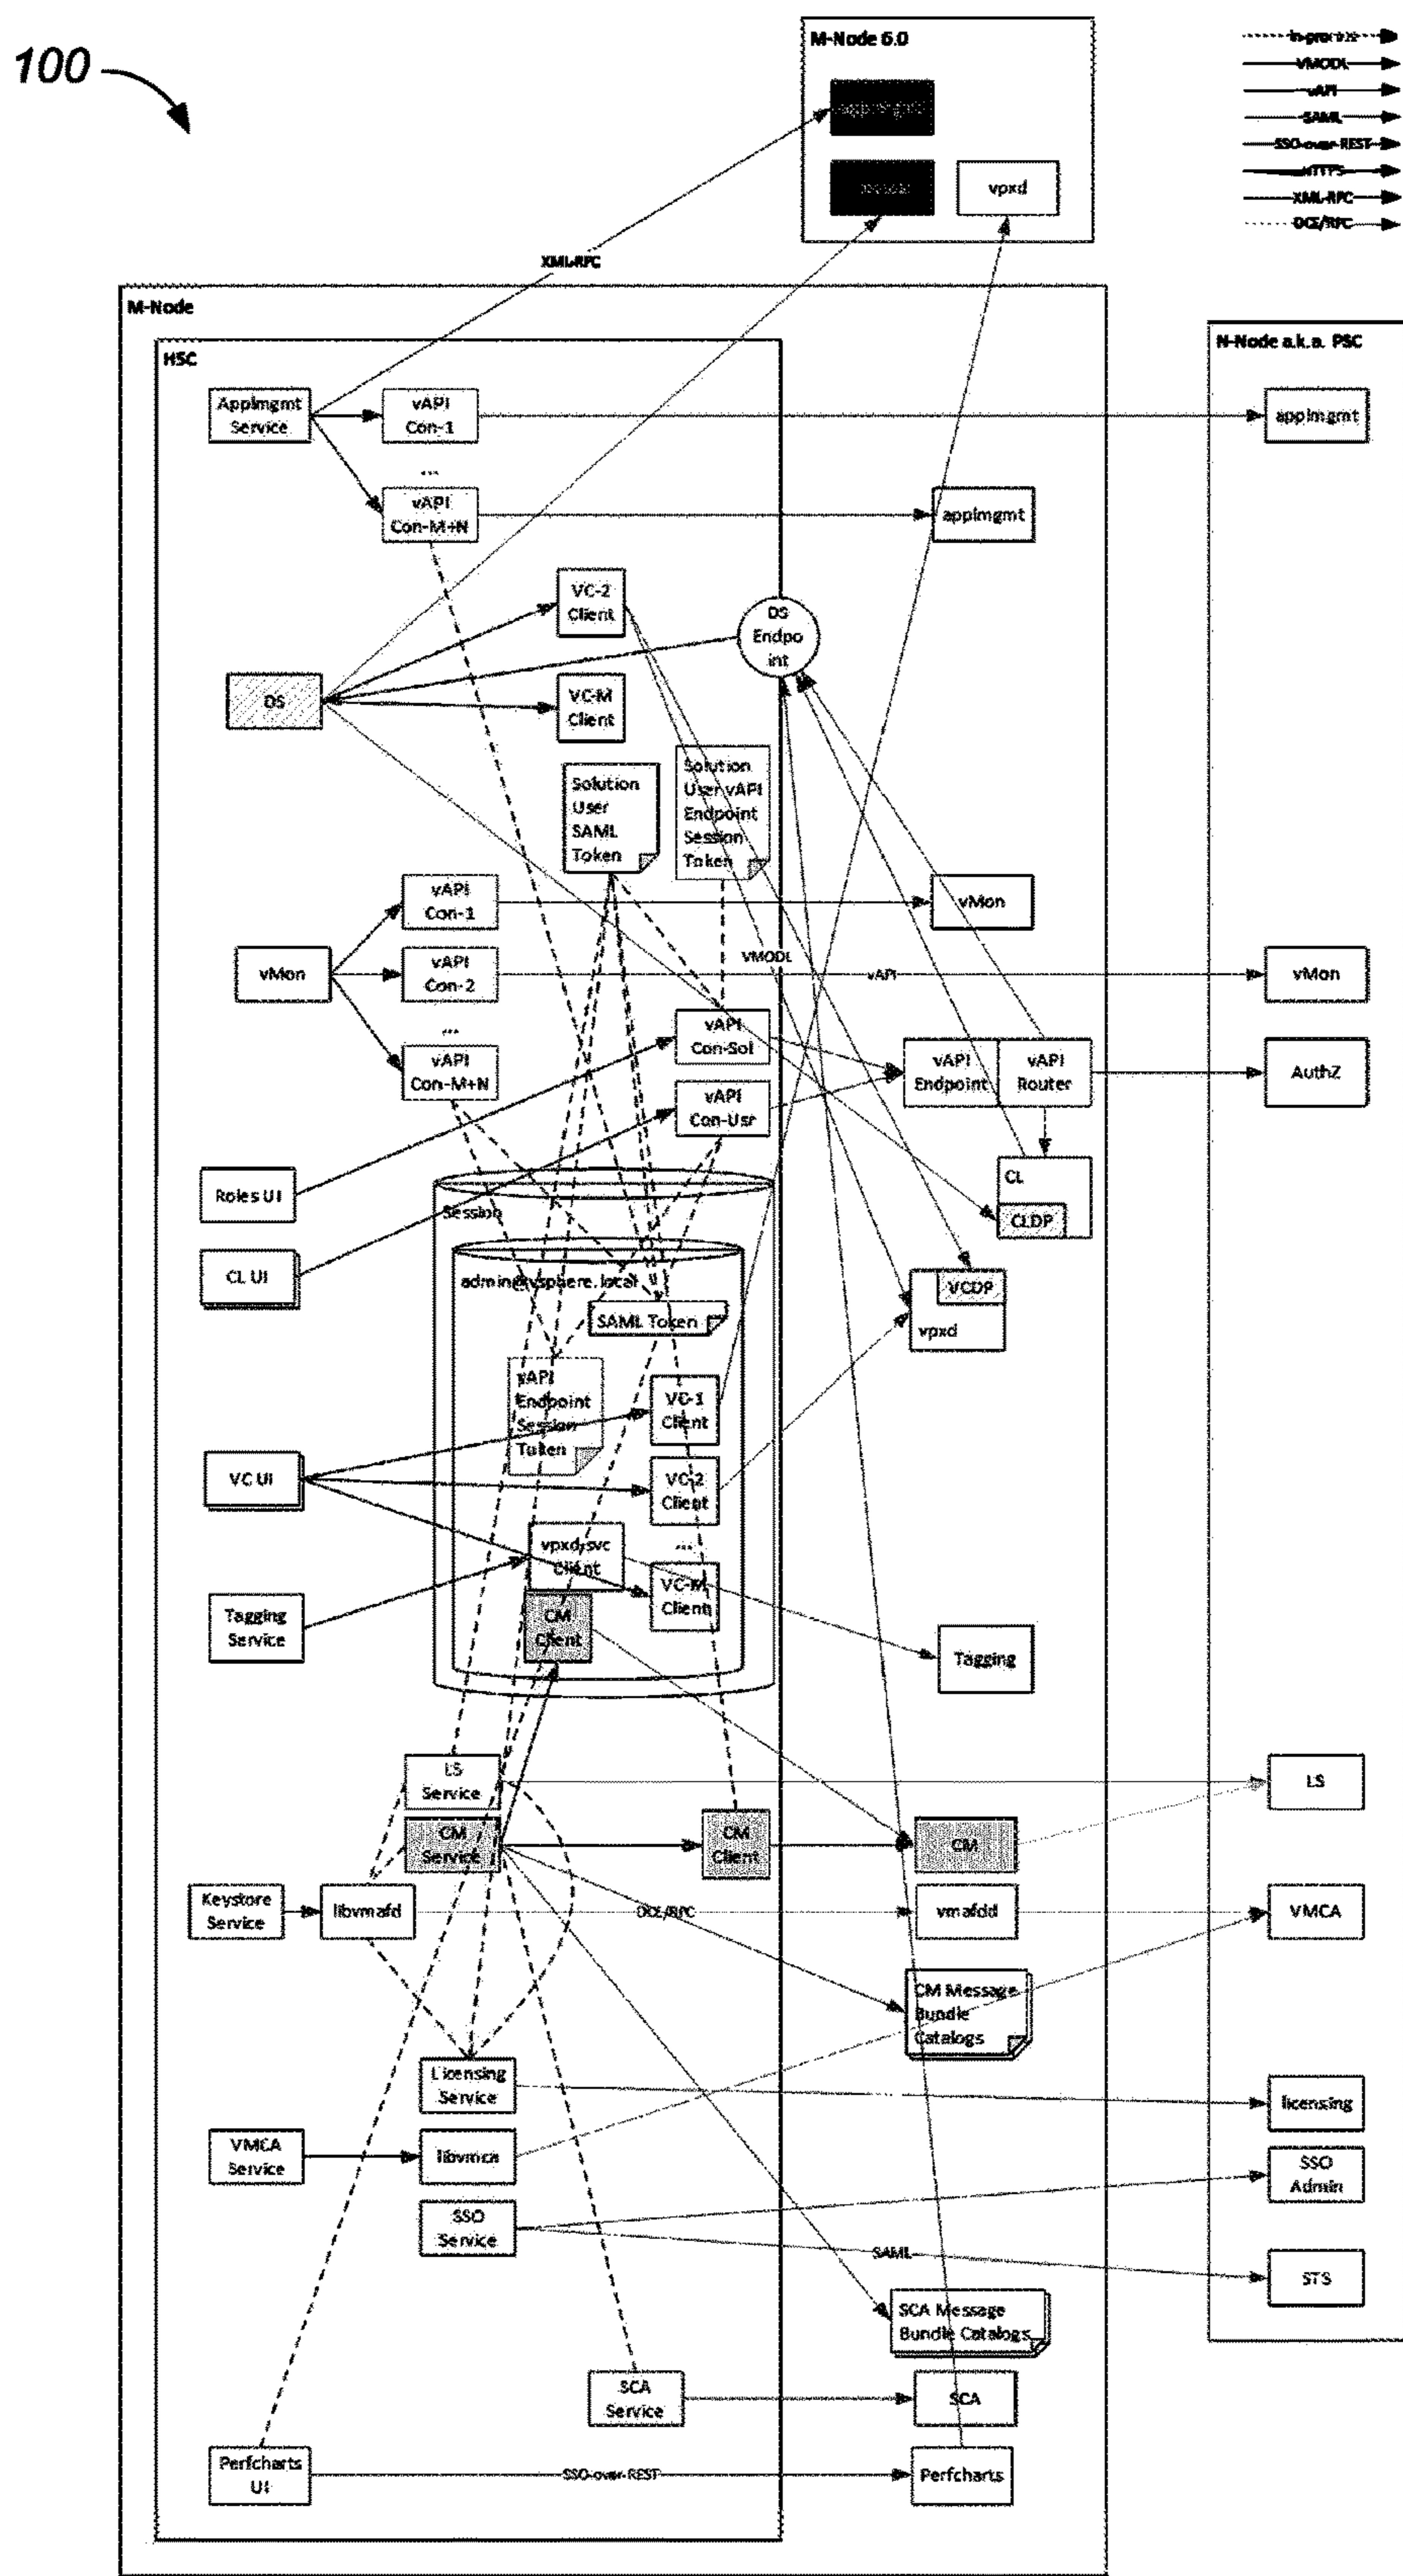 100
M-Node 6.0
vpxd
in-process
VMODL
vAPI
SAML
SSO-over-REST
HTTPS
XML-RPC
DCE/RPC
XML-RPC
M-Node
HSC
N-Node a.k.a. PSC
Applmgmt
Service
vAPI
Con-1
applmgmt
...
vAPI
Con-M+N
applmgmt
VC-2
Client
DS
Endpo
int
DS
VC-M
Client
Solution
User
SAML
Token
Solution
User vAPI
Endpoint
Session
Token
vAPI
Con-1
vMon
vMon
vAPI
Con-2
VMODL
vAPI
vMon
...
vAPI
Con-M+N
vAPI
Con-Sol
vAPI
Endpoint
vAPI
Router
AuthZ
vAPI
Con-Usr
Roles UI
Session
CL
CLDP
CL UI
admin@vsphere.local
SAML Token
VCDP
vpxd
vAPI
Endpoint
Session
Token
VC-1
Client
VC UI
VC-2
Client
vpxd-svc
Client
...
VC-M
Client
Tagging
Service
CM
Client
Tagging
LS
Service
LS
CM
Service
CM
Client
CM
Keystore
Service
libvmafd
DCE/RPC
vmafdd
VMCA
CM Message
Bundle
Catalogs
Licensing
Service
licensing
VMCA
Service
libvmca
SSO
Admin
SSO
Service
SAML
STS
SCA Message
Bundle Catalogs
SCA
Service
SCA
Perfcharts
UI
SSO-over-REST
Perfcharts